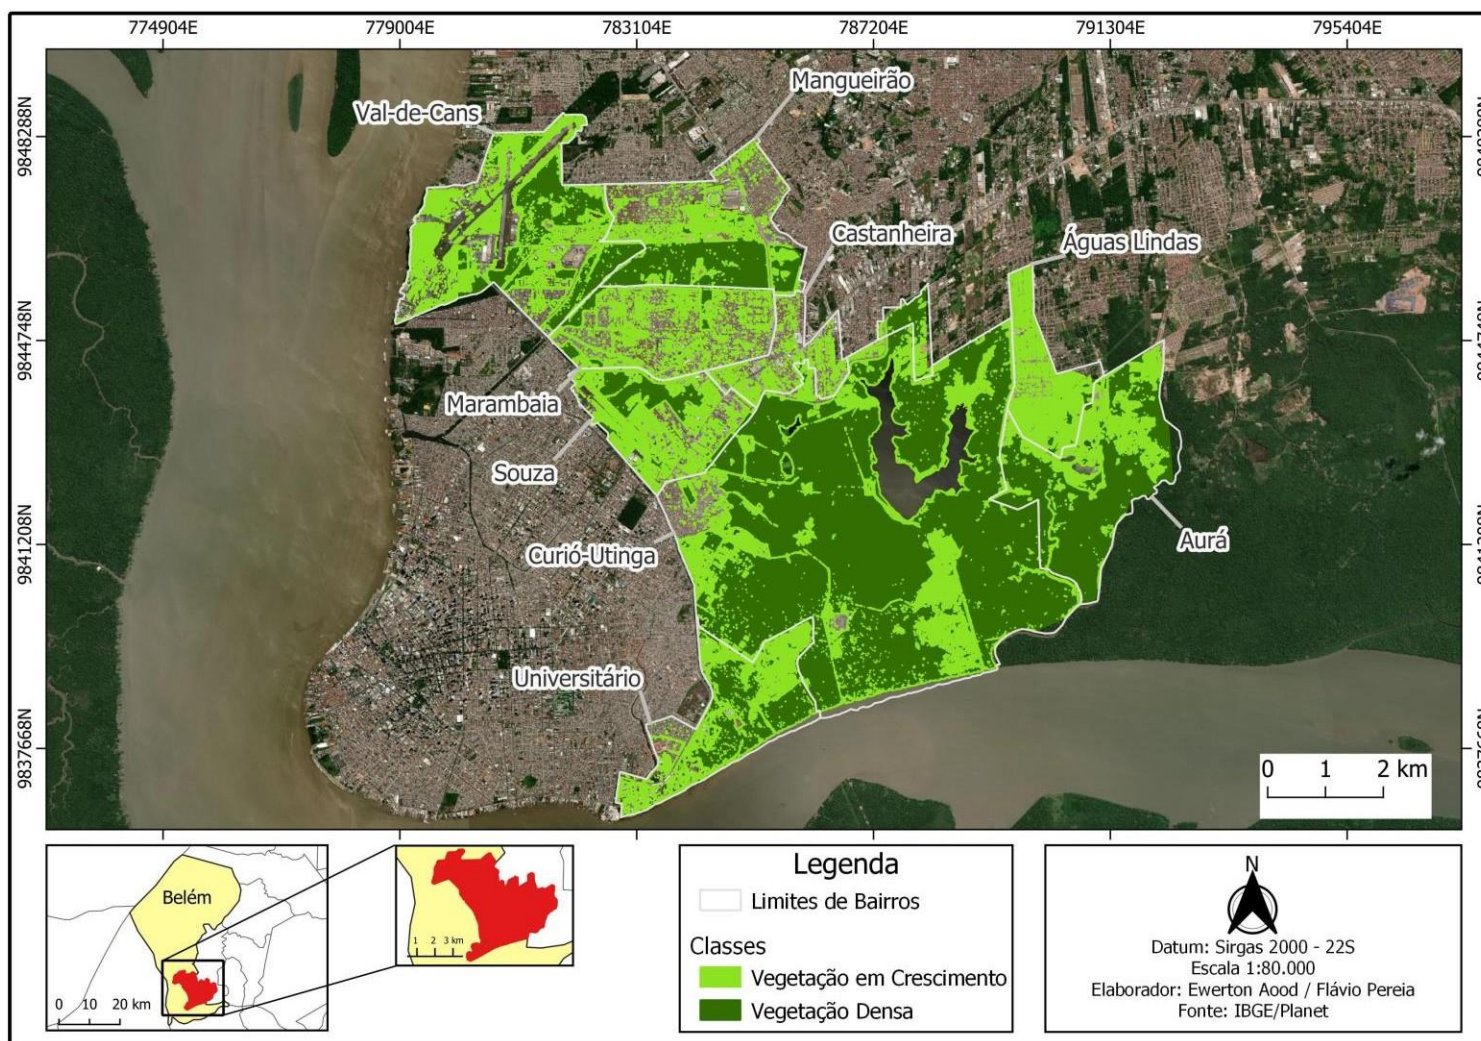 774904E
779004E
783104E
787204E
791304E
795404E
9848288N
9844748N
9841208N
9837668N
Mangueirão
Val-de-Cans
Castanheira
Águas Lindas
Marambaia
Souza
Curió-Utinga
Aurá
Universitário
0 1 2 km
Belém
0 10 20 km
1 2 3 km
Legenda
Limites de Bairros
Classes
Vegetação em Crescimento
Vegetação Densa
N
Datum: Sirgas 2000 - 22S
Escala 1:80.000
Elaborador: Ewerton Aood / Flávio Pereia
Fonte: IBGE/Planet